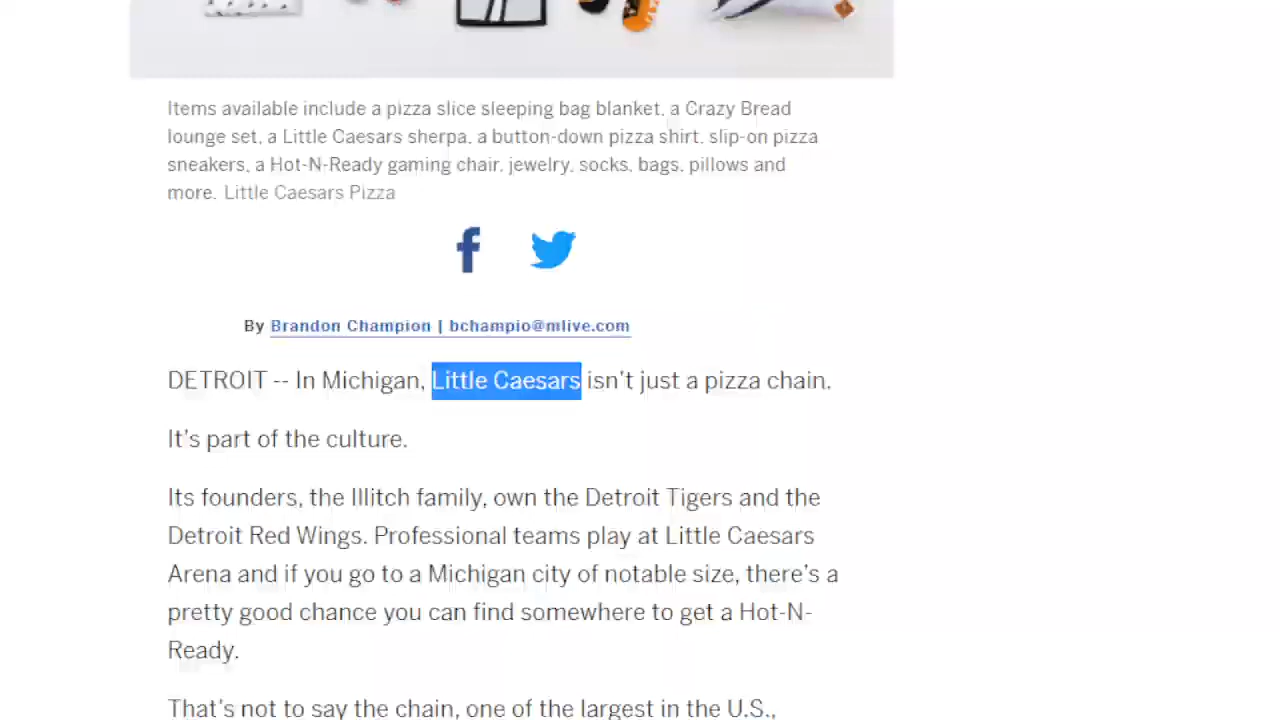 Items available include a pizza slice sleeping bag blanket, a Crazy Bread
lounge set, a Little Caesars sherpa, a button-down pizza shirt, slip-on pizza
sneakers, a Hot-N-Ready gaming chair, jewelry, socks, bags, pillows and
more. Little Caesars Pizza
By Brandon Champion | bchampio@mlive.com
DETROIT -- In Michigan, Little Caesars isn't just a pizza chain.
It's part of the culture.
Its founders, the Illitch family, own the Detroit Tigers and the
Detroit Red Wings. Professional teams play at Little Caesars
Arena and if you go to a Michigan city of notable size, there's a
pretty good chance you can find somewhere to get a Hot-N-
Ready.
That's not to say the chain, one of the largest in the U.S.,